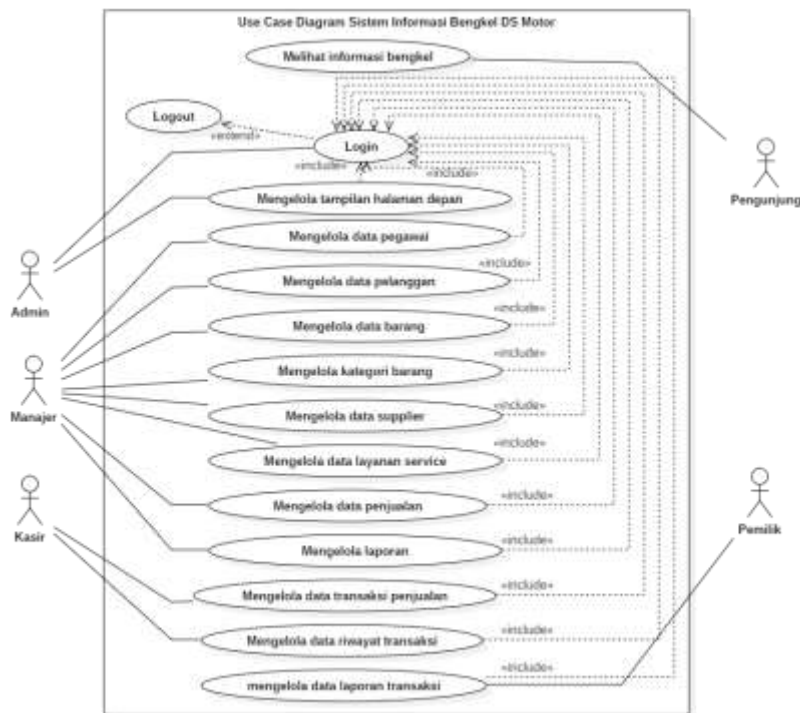 Use Case Diagram Sistem Informasi Bengkel DS Motor
Melihat informasi bengkel
Logout
«extend»
Login
«include»
«include»
Pengunjung
Mengelola tampilan halaman depan
Mengelola data pegawai
«include»
Mengelola data pelanggan
Admin
«include»
Mengelola data barang
«include»
Mengelola kategori barang
Manajer
«include»
Mengelola data supplier
«include»
Mengelola data layanan service
«include»
Mengelola data penjualan
Kasir
Pemilik
«include»
Mengelola laporan
«include»
Mengelola data transaksi penjualan
«include»
Mengelola data riwayat transaksi
«include»
mengelola data laporan transaksi